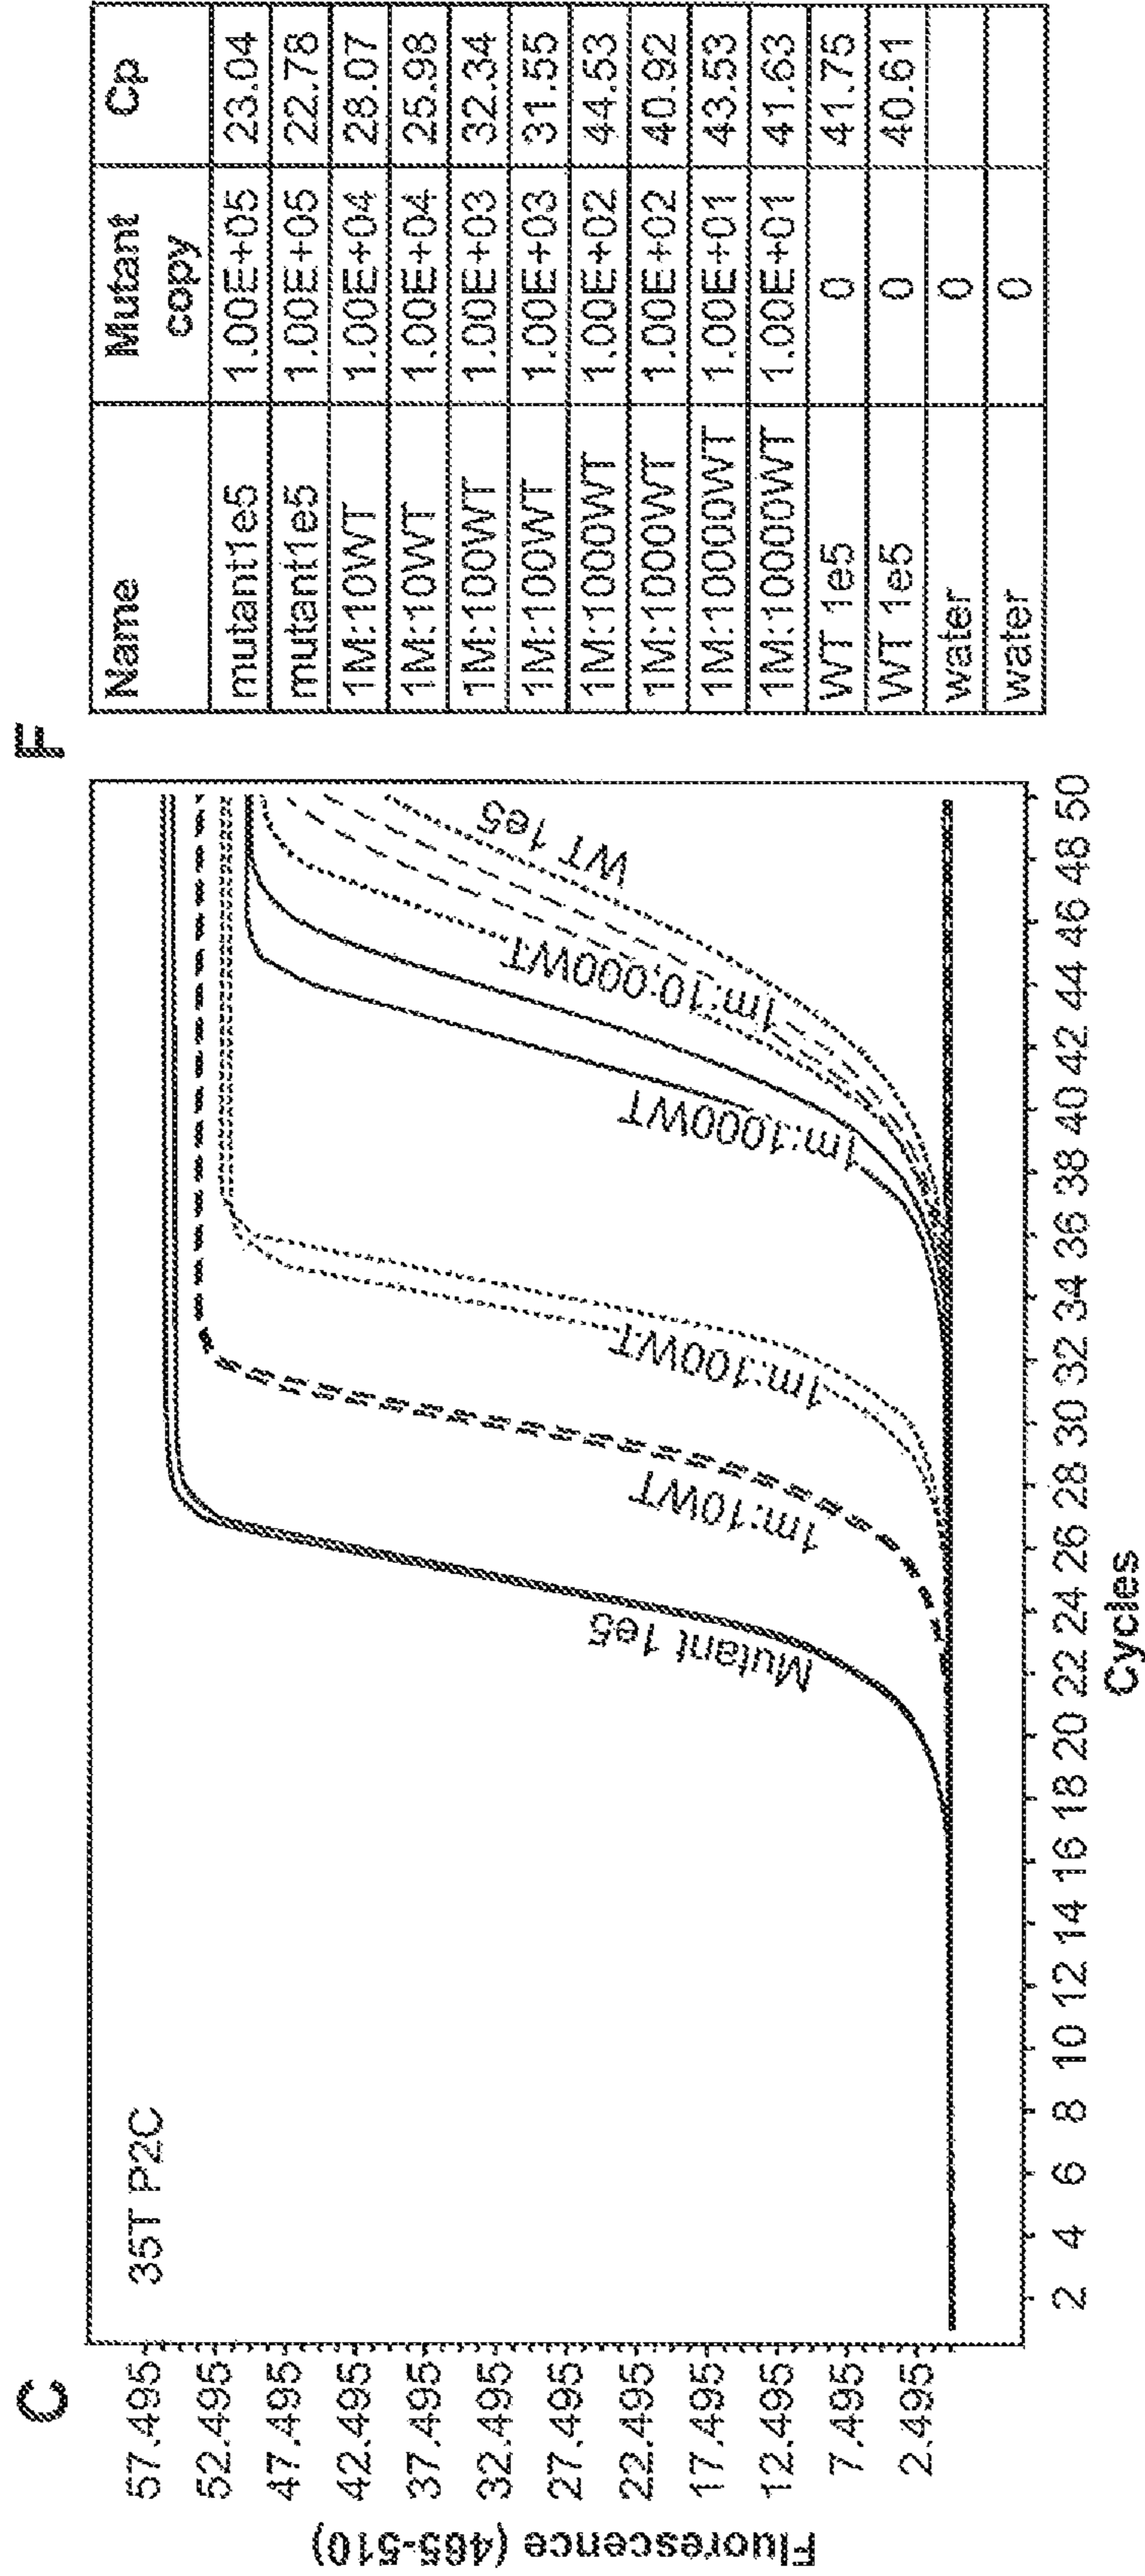 C
35T P2C
Fluorescence (465-510)
57.495
52.495
47.495
42.495
37.495
32.495
27.495
22.495
17.495
12.495
7.495
2.495
Mutant 1e5
1m:10WT
1m:100WT
1m:1000WT
1m:10,000WT
WT 1e5
2 4 6 8 10 12 14 16 18 20 22 24 26 28 30 32 34 36 38 40 42 44 46 48 50
Cycles
F
Name Mutant copy Cp
mutant1e5 1.00E+05 23.04
mutant1e5 1.00E+05 22.78
1M:10WT 1.00E+04 28.07
1M:10WT 1.00E+04 25.98
1M:100WT 1.00E+03 32.34
1M:100WT 1.00E+03 31.55
1M:1000WT 1.00E+02 44.53
1M:1000WT 1.00E+02 40.92
1M:10000WT 1.00E+01 43.53
1M:10000WT 1.00E+01 41.63
WT 1e5 0 41.75
WT 1e5 0 40.61
water 0
water 0